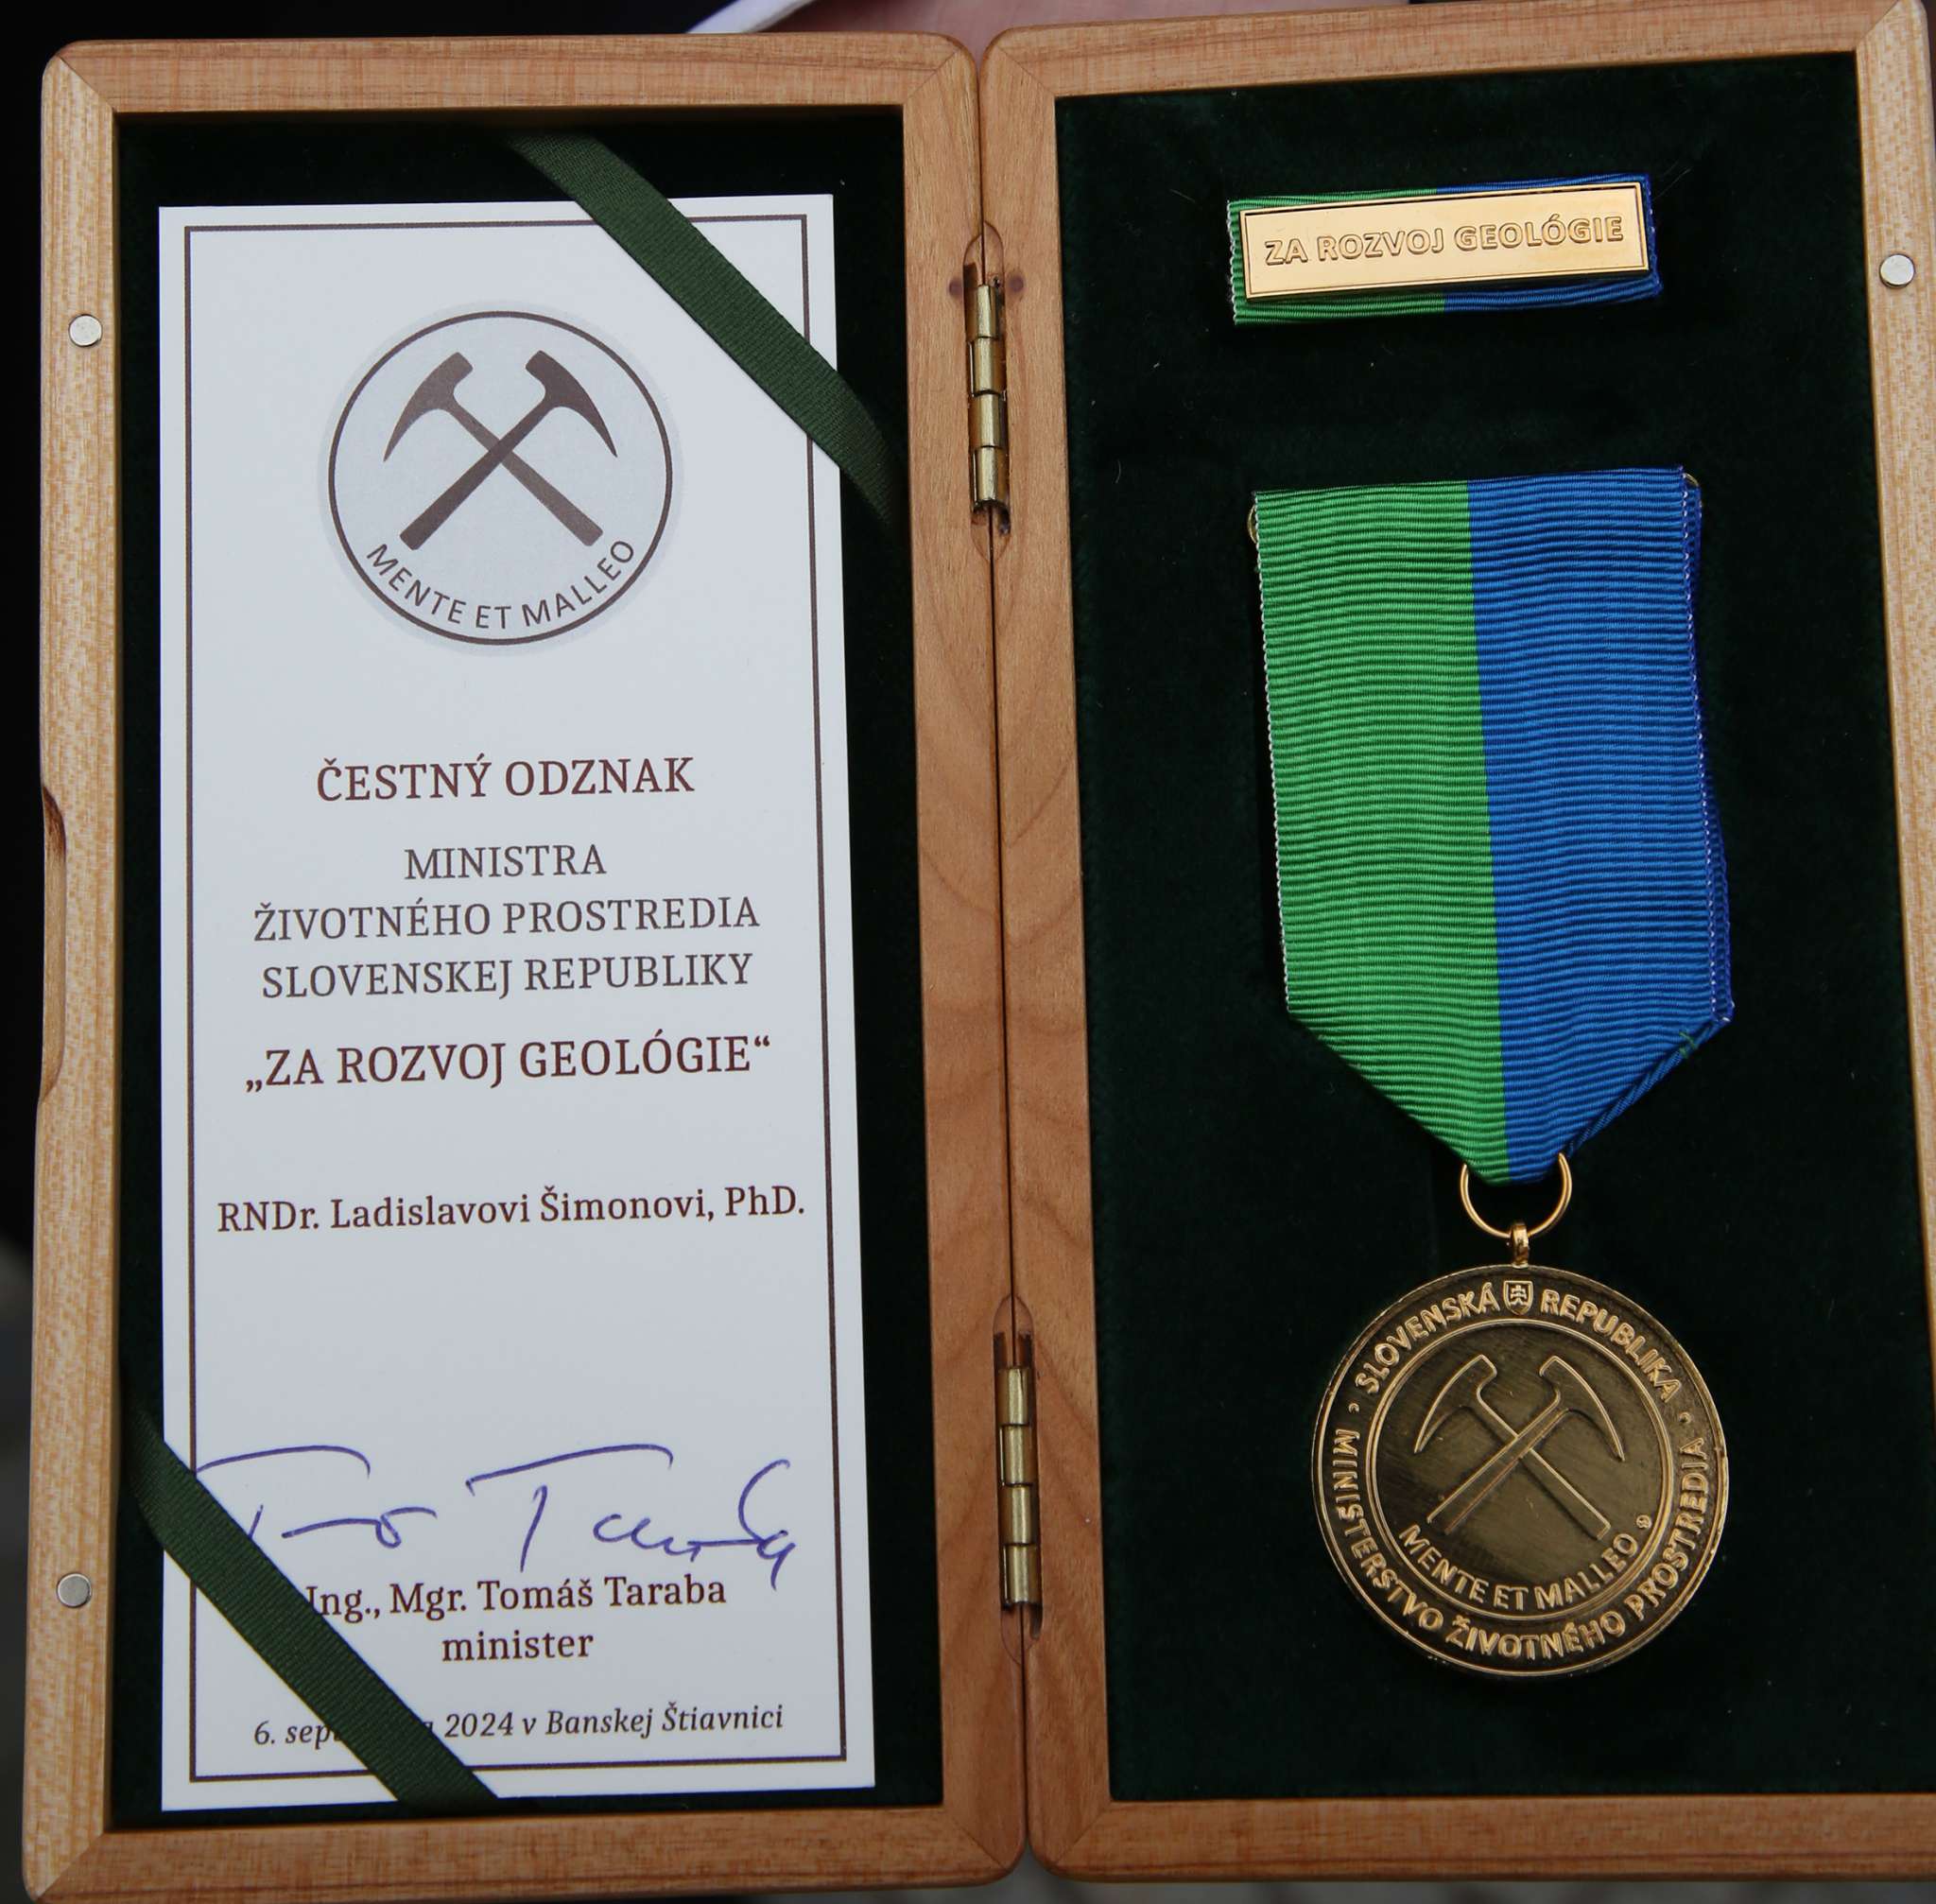 MENTE ET MALLEO
ČESTNÝ ODZNAK
MINISTRA
ŽIVOTNÉHO PROSTREDIA
SLOVENSKEJ REPUBLIKY
„ZA ROZVOJ GEOLÓGIE“
RNDr. Ladislavovi Šimonovi, PhD.
Ing., Mgr. Tomáš Taraba
minister
6. 2024 v Banskej Štiavnici
ZA ROZVOJ GEOLÓGIE
SLOVENSKÁ REPUBLIKA
MINISTERSTVO ŽIVOTNÉHO PROSTREDIA
MENTE ET MALLEO